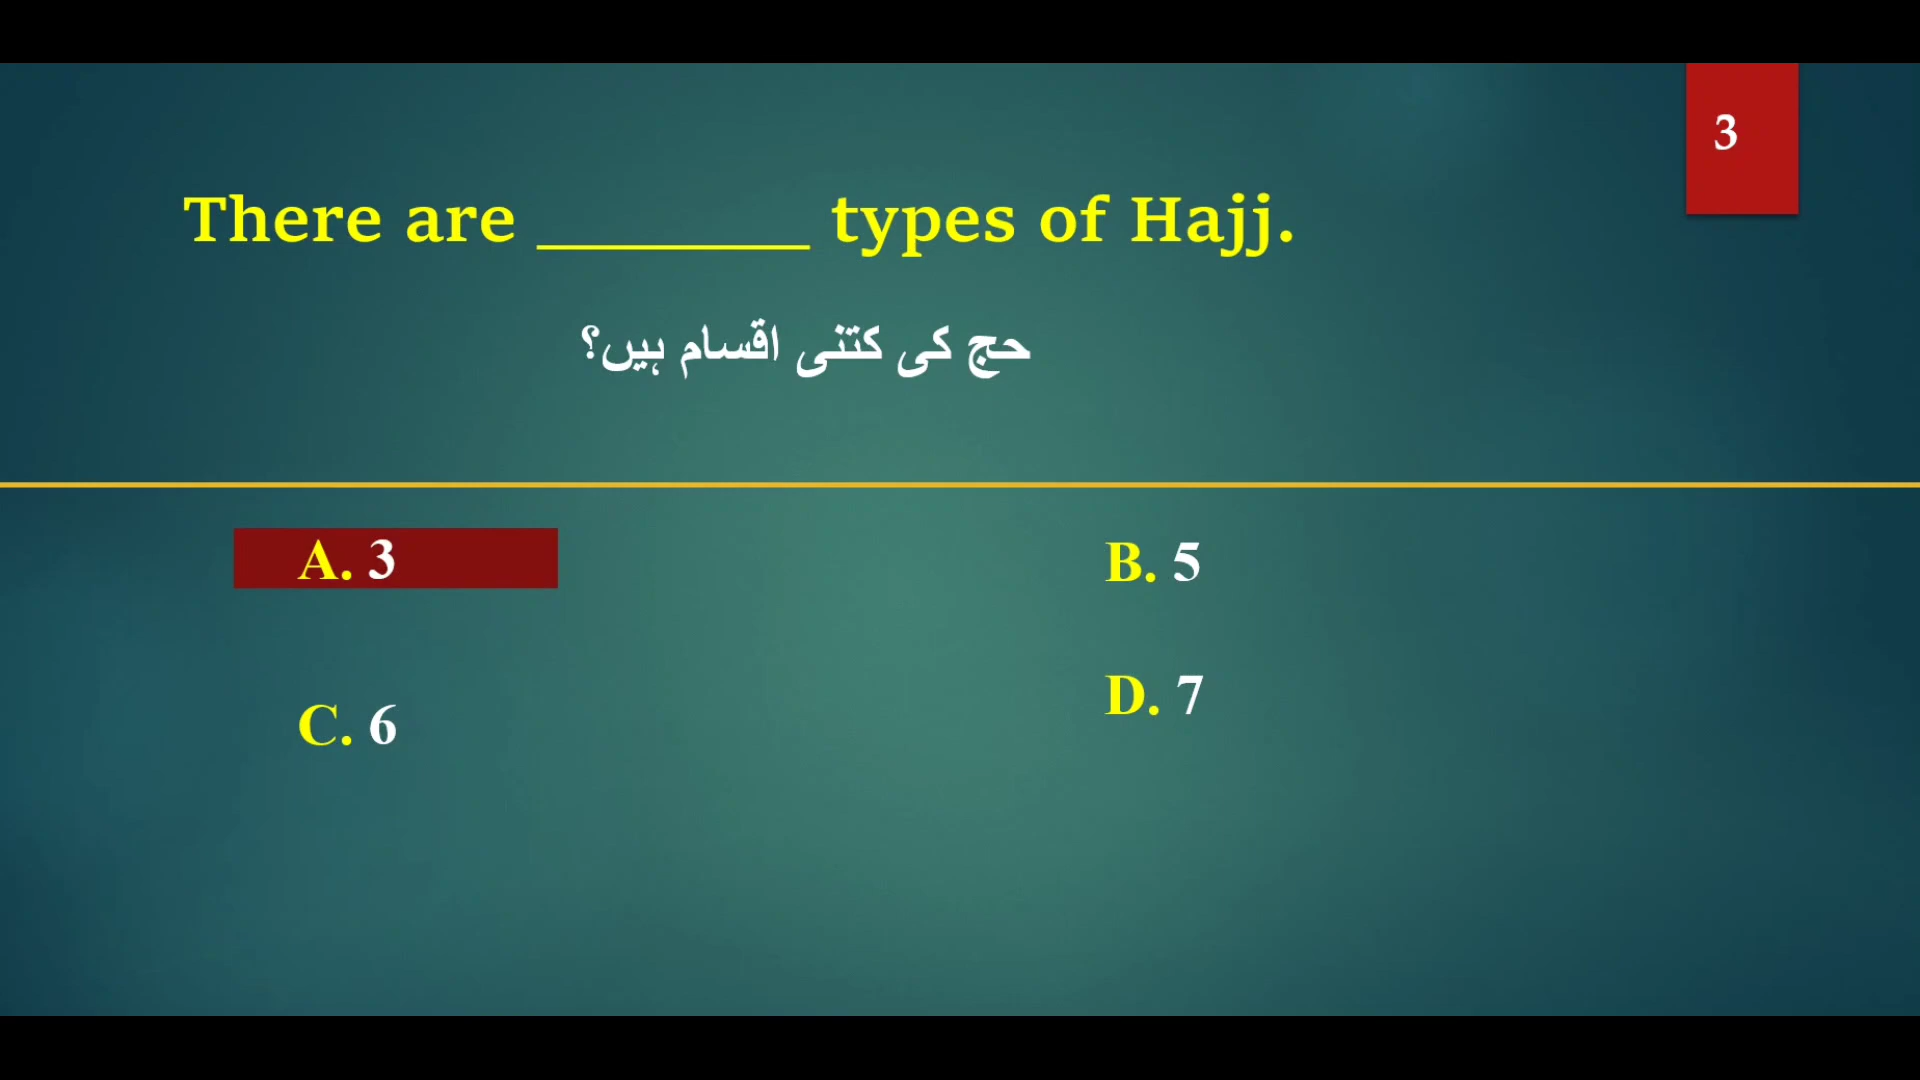 3
There are ________ types of Hajj.
حج کی کتنی اقسام ہیں؟
A. 3
B. 5
C. 6
D. 7